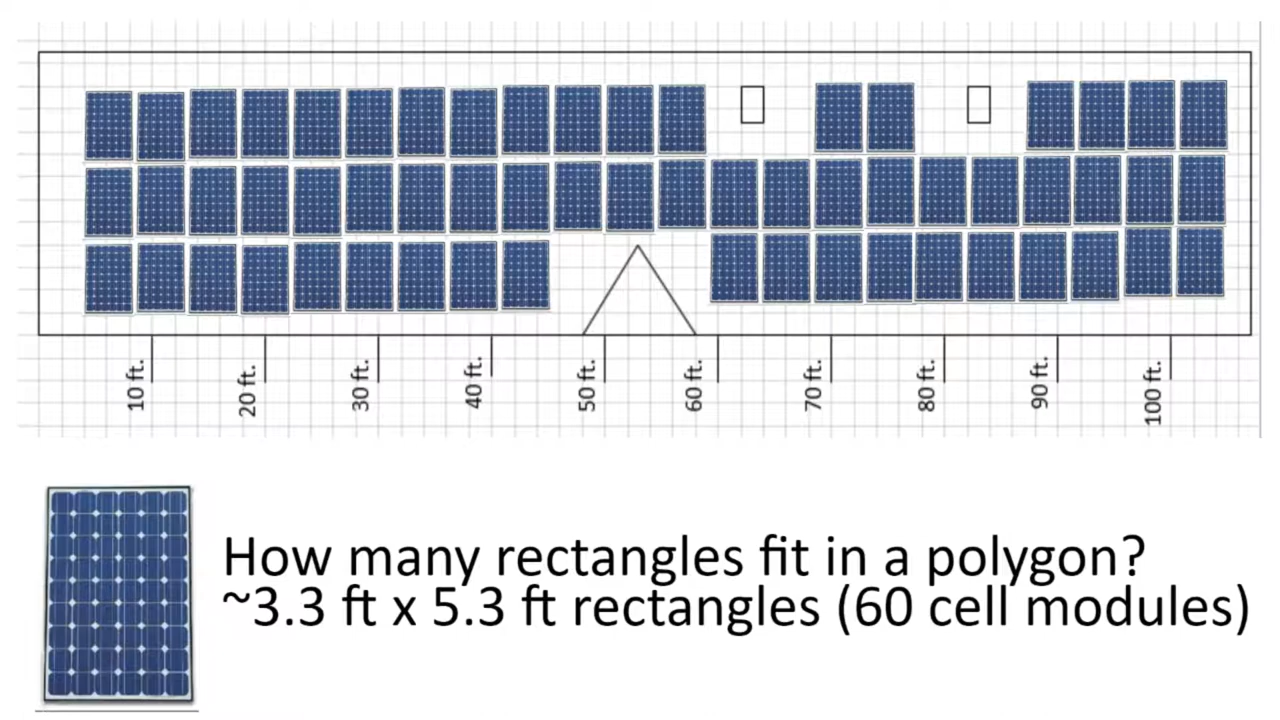 10 ft.
20 ft.
30 ft.
40 ft.
50 ft.
60 ft.
70 ft.
80 ft.
90 ft.
100 ft.
How many rectangles fit in a polygon?
~3.3 ft x 5.3 ft rectangles (60 cell modules)